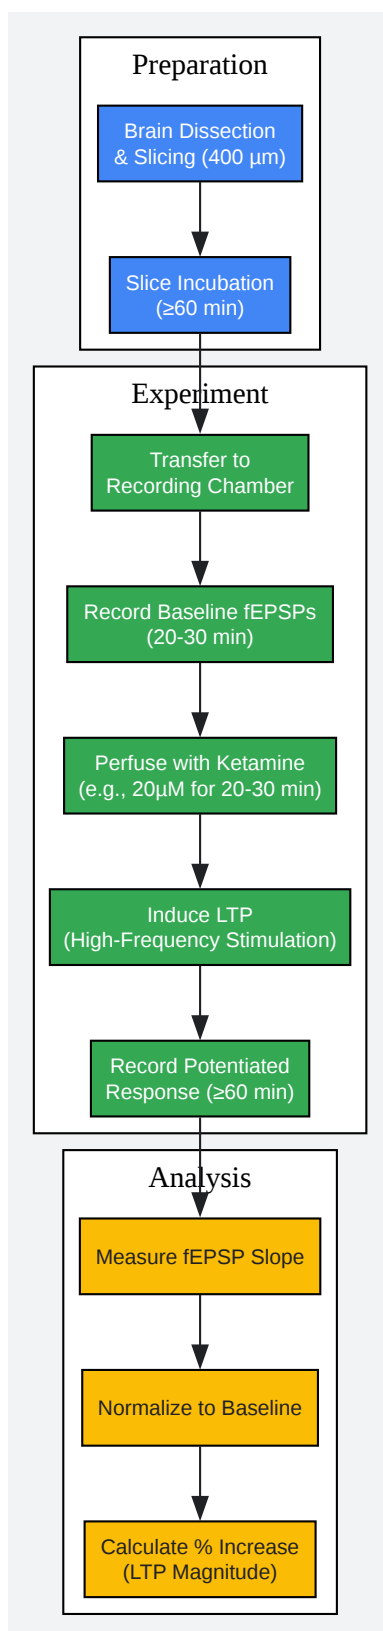 Preparation
Brain Dissection
& Slicing (400 µm)
Slice Incubation
(≥60 min)
Experiment
Transfer to
Recording Chamber
Record Baseline fEPSPs
(20-30 min)
Perfuse with Ketamine
(e.g., 20µM for 20-30 min)
Induce LTP
(High-Frequency Stimulation)
Record Potentiated
Response (≥60 min)
Analysis
Measure fEPSP Slope
Normalize to Baseline
Calculate % Increase
(LTP Magnitude)